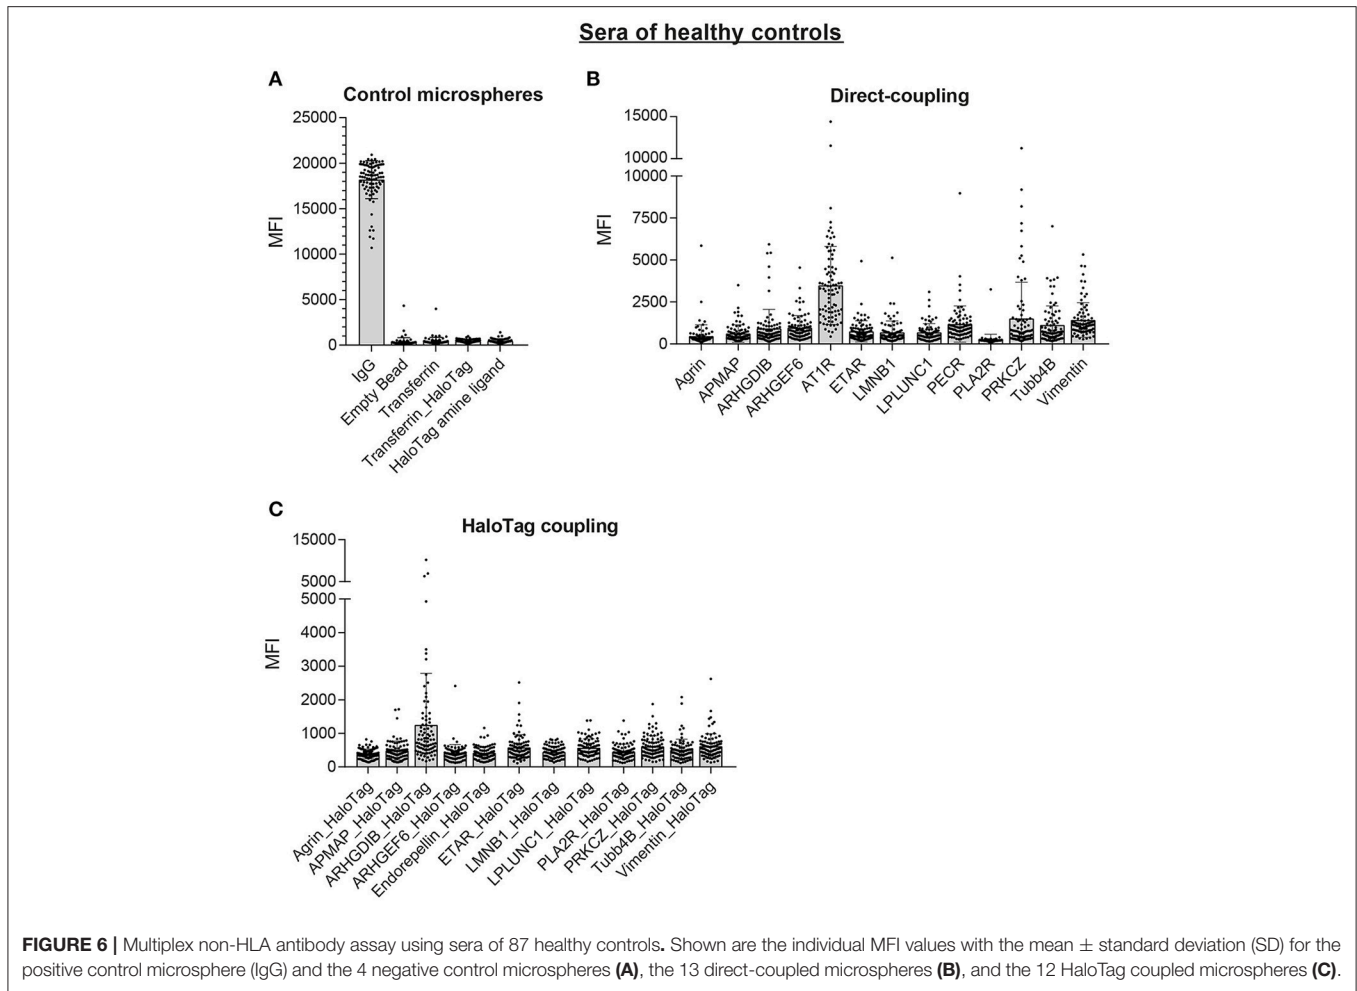 Sera of healthy controls
A
Control microspheres
MFI
25000
20000
15000
10000
5000
0
IgG
Empty Bead
Transferrin
Transferrin_HaloTag
HaloTag amine ligand
B
Direct-coupling
MFI
15000
10000
10000
7500
5000
2500
0
Agrin
APMAP
ARHGDIB
ARHGEF6
AT1R
ETAR
LMNB1
LPLUNC1
PECR
PLA2R
PRKCZ
Tubb4B
Vimentin
C
HaloTag coupling
MFI
15000
5000
5000
4000
3000
2000
1000
0
Agrin_HaloTag
APMAP_HaloTag
ARHGDIB_HaloTag
ARHGEF6_HaloTag
Endorepellin_HaloTag
ETAR_HaloTag
LMNB1_HaloTag
LPLUNC1_HaloTag
PLA2R_HaloTag
PRKCZ_HaloTag
Tubb4B_HaloTag
Vimentin_HaloTag
FIGURE 6 | Multiplex non-HLA antibody assay using sera of 87 healthy controls. Shown are the individual MFI values with the mean ± standard deviation (SD) for the
positive control microsphere (IgG) and the 4 negative control microspheres (A), the 13 direct-coupled microspheres (B), and the 12 HaloTag coupled microspheres (C).